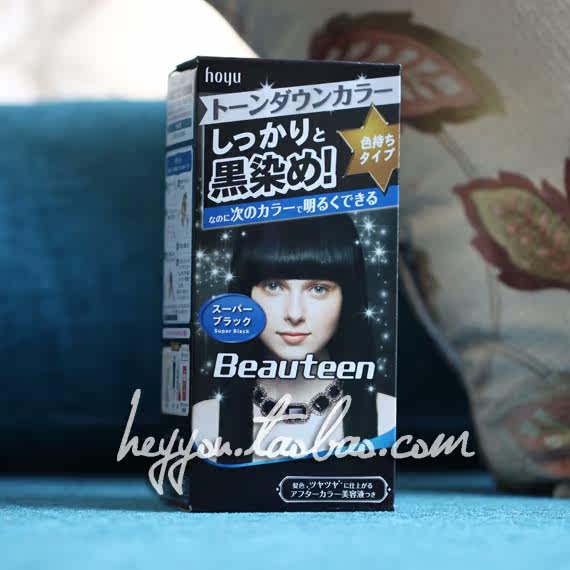 hoyu
トーンダウンカラー
しっかりと
黒染め!
色持ち
タイプ
なのに次のカラーで明るくできる
スーパー
ブラック
Super Black
Beauteen
heyyou.taobao.com
髪色、ツヤツヤに仕上がる
アフターカラー美容液つき